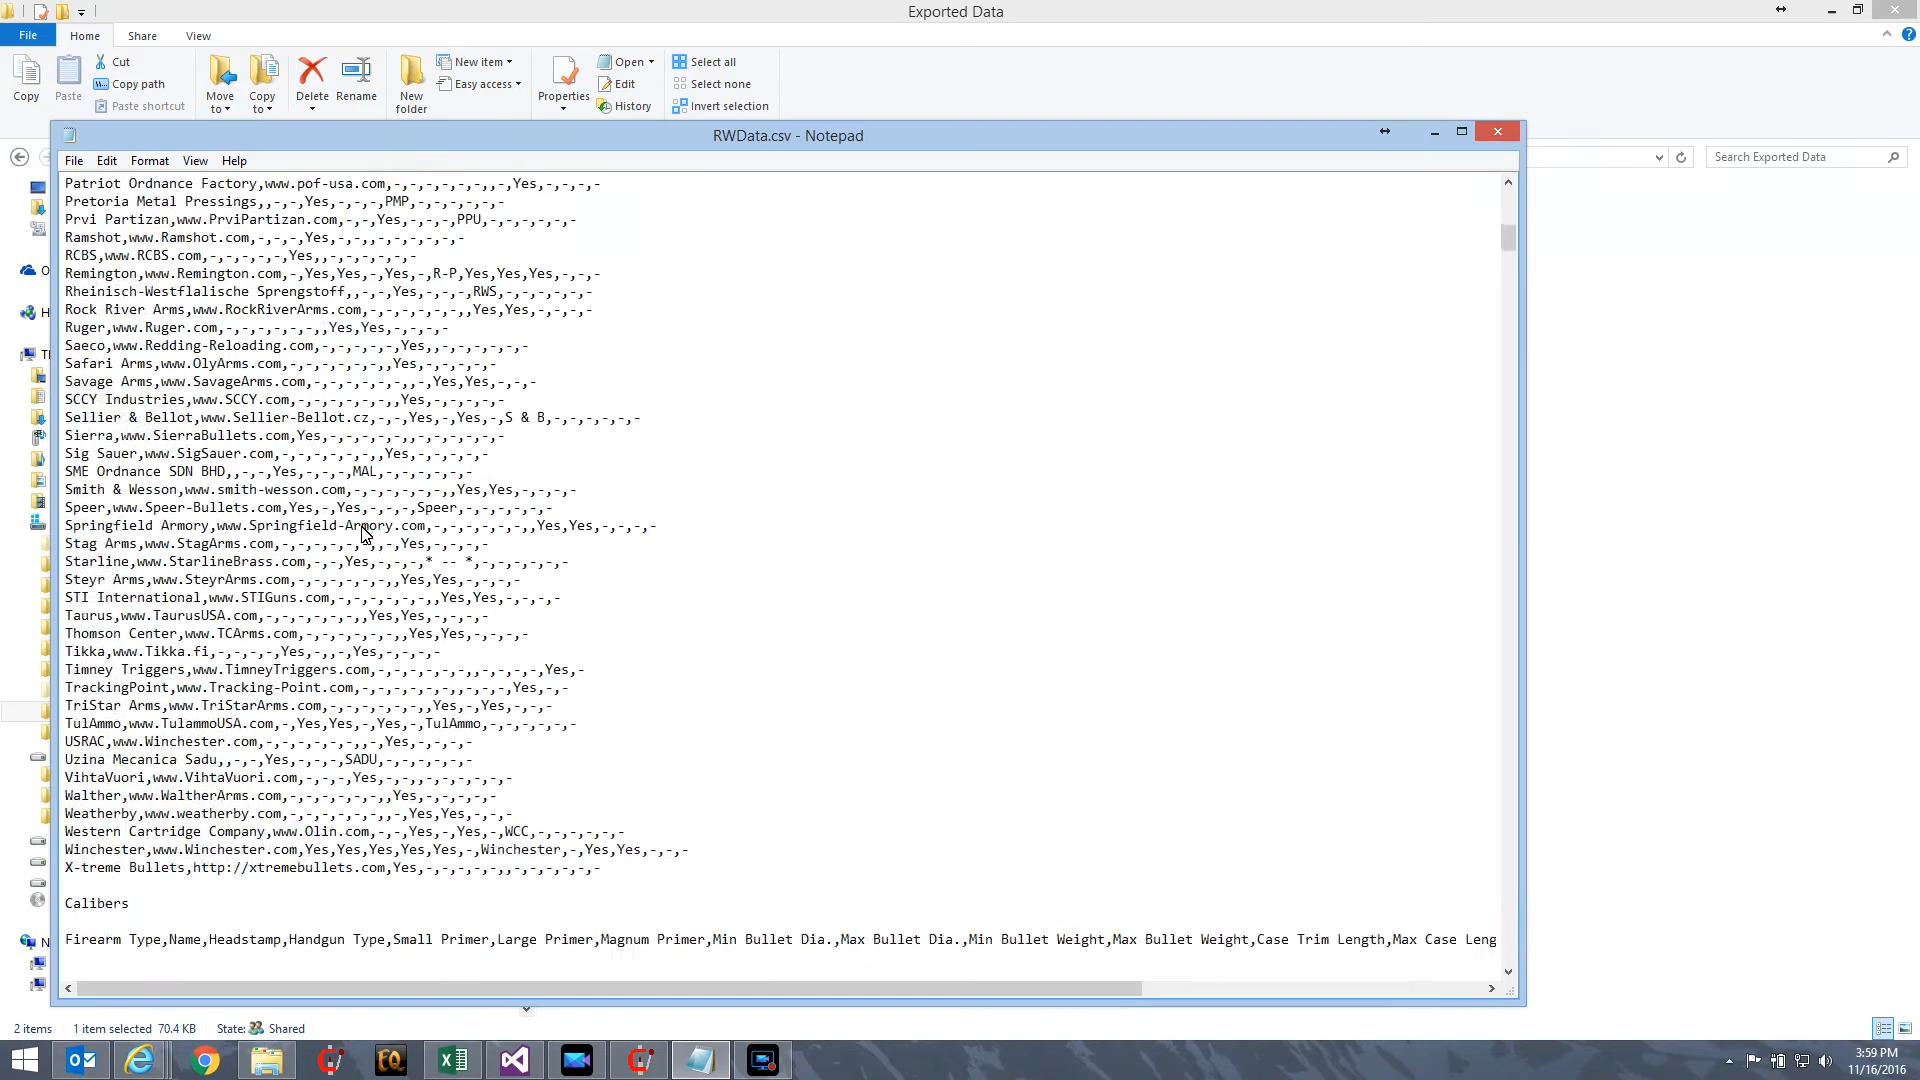 Exported Data
File Home Share View
Copy
Paste
Cut
Copy path
Paste shortcut
Move to
Copy to
Delete
Rename
New folder
New item
Easy access
Properties
Open
Edit
History
Select all
Select none
Invert selection
Search Exported Data
RWData.csv - Notepad
File Edit Format View Help
Patriot Ordnance Factory,www.pof-usa.com,-,-,-,-,-,-,,-,Yes,-,-,-,-
Pretoria Metal Pressings,,-,-,Yes,-,-,-,PMP,-,-,-,-,-,-
Prvi Partizan,www.PrviPartizan.com,-,-,Yes,-,-,-,PPU,-,-,-,-,-,-
Ramshot,www.Ramshot.com,-,-,-,Yes,-,-,,-,-,-,-,-,-
RCBS,www.RCBS.com,-,-,-,-,-,Yes,,-,-,-,-,-,-
Remington,www.Remington.com,-,Yes,Yes,-,Yes,-,R-P,Yes,Yes,Yes,-,-,-
Rheinisch-Westflalische Sprengstoff,,-,-,Yes,-,-,-,RWS,-,-,-,-,-,-
Rock River Arms,www.RockRiverArms.com,-,-,-,-,-,-,,Yes,Yes,-,-,-,-
Ruger,www.Ruger.com,-,-,-,-,-,-,,Yes,Yes,-,-,-,-
Saeco,www.Redding-Reloading.com,-,-,-,-,-,Yes,,-,-,-,-,-,-
Safari Arms,www.OlyArms.com,-,-,-,-,-,-,,Yes,-,-,-,-,-
Savage Arms,www.SavageArms.com,-,-,-,-,-,-,,-,Yes,Yes,-,-,-
SCCY Industries,www.SCCY.com,-,-,-,-,-,-,,Yes,-,-,-,-,-
Sellier & Bellot,www.Sellier-Bellot.cz,-,-,Yes,-,Yes,-,S & B,-,-,-,-,-,-
Sierra,www.SierraBullets.com,Yes,-,-,-,-,-,,-,-,-,-,-,-
Sig Sauer,www.SigSauer.com,-,-,-,-,-,-,,Yes,-,-,-,-,-
SME Ordnance SDN BHD,,-,-,Yes,-,-,-,MAL,-,-,-,-,-,-
Smith & Wesson,www.smith-wesson.com,-,-,-,-,-,-,,Yes,Yes,-,-,-,-
Speer,www.Speer-Bullets.com,Yes,-,Yes,-,-,-,Speer,-,-,-,-,-,-
Springfield Armory,www.Springfield-Armory.com,-,-,-,-,-,-,,Yes,Yes,-,-,-,-
Stag Arms,www.StagArms.com,-,-,-,-,-,-,,-,Yes,-,-,-,-
Starline,www.StarlineBrass.com,-,-,Yes,-,-,-,* -- *,-,-,-,-,-,-
Steyr Arms,www.SteyrArms.com,-,-,-,-,-,-,,Yes,Yes,-,-,-,-
STI International,www.STIGuns.com,-,-,-,-,-,-,,Yes,Yes,-,-,-,-
Taurus,www.TaurusUSA.com,-,-,-,-,-,-,,Yes,Yes,-,-,-,-
Thomson Center,www.TCArms.com,-,-,-,-,-,-,,Yes,Yes,-,-,-,-
Tikka,www.Tikka.fi,-,-,-,-,Yes,-,,-,Yes,-,-,-,-
Timney Triggers,www.TimneyTriggers.com,-,-,-,-,-,-,,-,-,-,-,Yes,-
TrackingPoint,www.Tracking-Point.com,-,-,-,-,-,-,,-,-,-,Yes,-,-
TriStar Arms,www.TriStarArms.com,-,-,-,-,-,-,,Yes,-,Yes,-,-,-
TulAmmo,www.TulammoUSA.com,-,Yes,Yes,-,Yes,-,TulAmmo,-,-,-,-,-,-
USRAC,www.Winchester.com,-,-,-,-,-,-,,-,Yes,-,-,-,-
Uzina Mecanica Sadu,,-,-,Yes,-,-,-,SADU,-,-,-,-,-,-
VihtaVuori,www.VihtaVuori.com,-,-,-,Yes,-,-,,-,-,-,-,-,-
Walther,www.WaltherArms.com,-,-,-,-,-,-,,Yes,-,-,-,-,-
Weatherby,www.weatherby.com,-,-,-,-,-,-,,-,Yes,Yes,-,-,-
Western Cartridge Company,www.Olin.com,-,-,Yes,-,Yes,-,WCC,-,-,-,-,-,-
Winchester,www.Winchester.com,Yes,Yes,Yes,Yes,Yes,-,Winchester,-,Yes,Yes,-,-,-
X-treme Bullets,http://xtremebullets.com,Yes,-,-,-,-,-,,-,-,-,-,-,-
Calibers
Firearm Type,Name,Headstamp,Handgun Type,Small Primer,Large Primer,Magnum Primer,Min Bullet Dia.,Max Bullet Dia.,Min Bullet Weight,Max Bullet Weight,Case Trim Length,Max Case Leng
2 items 1 item selected 70.4 KB State: Shared
3:59 PM
11/16/2016